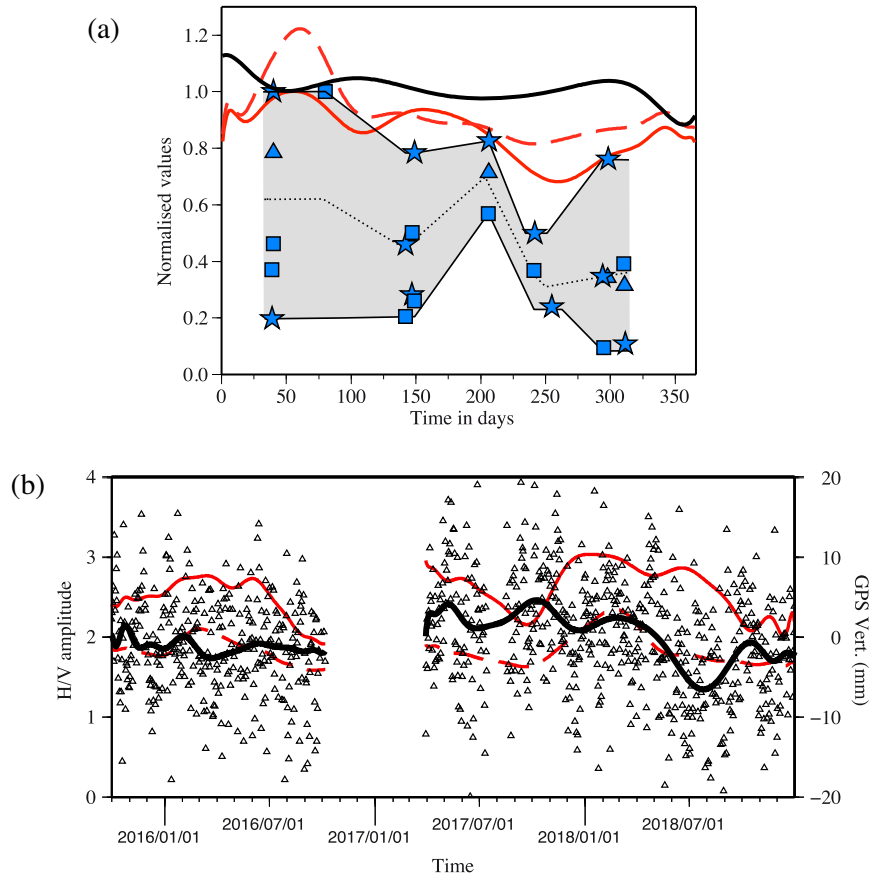 (a)
Normalised values
1.2
1.0
0.8
0.6
0.4
0.2
0.0
0 50 100 150 200 250 300 350
Time in days
(b)
H/V amplitude
4
3
2
1
0
20
10
0
−10
−20
GPS Vert. (mm)
2016/01/01 2016/07/01 2017/01/01 2017/07/01 2018/01/01 2018/07/01
Time